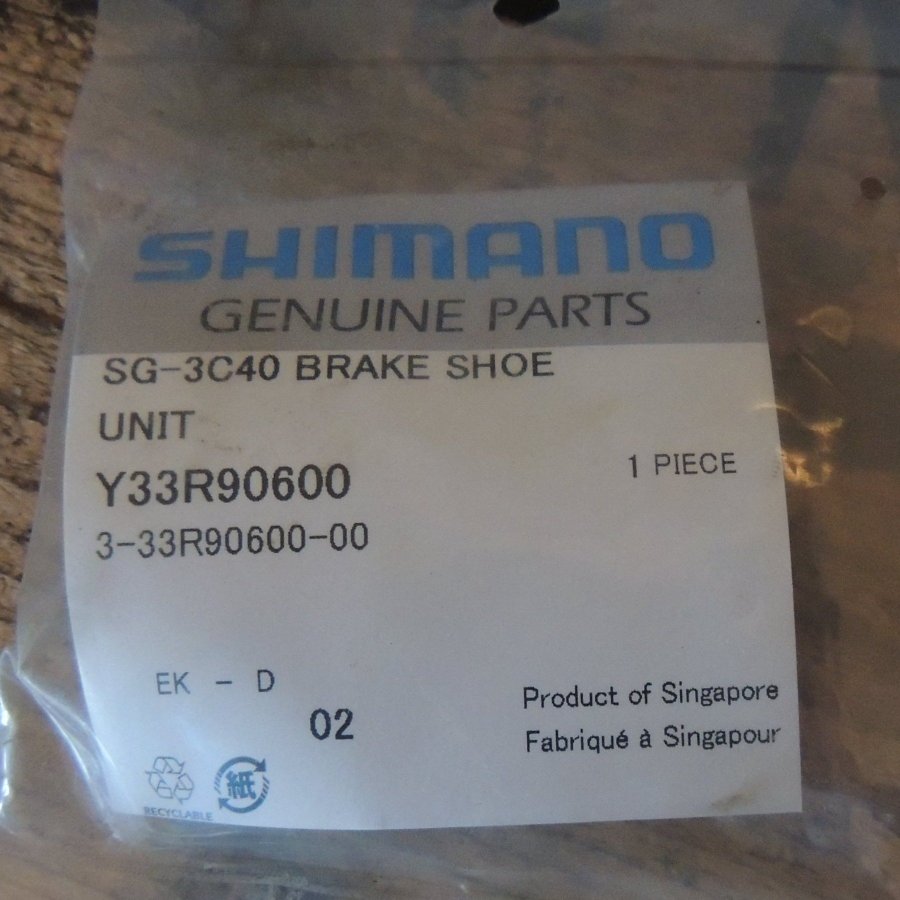 SHIMANO
GENUINE PARTS
SG-3C40 BRAKE SHOE
UNIT
Y33R90600
1 PIECE
3-33R90600-00
EK - D
02
Product of Singapore
Fabriqué à Singapour
紙
RECYCLABLE